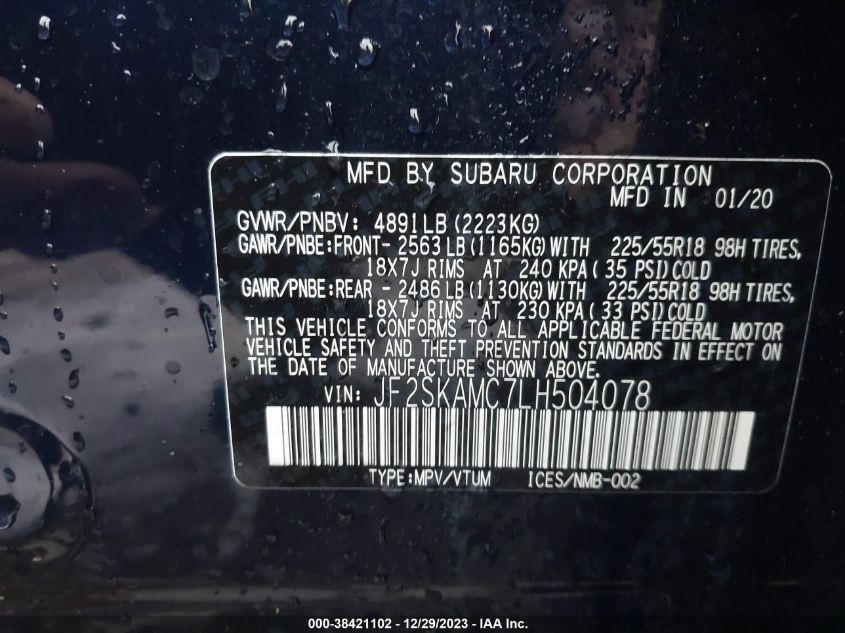 MFD BY SUBARU CORPORATION
MFD IN 01/20
GVWR/PNBV: 4891LB (2223KG)
GAWR/PNBE:FRONT- 2563 LB (1165KG) WITH 225/55R18 98H TIRES,
18X7J RIMS AT 240 KPA ( 35 PSI) COLD
GAWR/PNBE:REAR - 2486 LB (1130KG) WITH 225/55R18 98H TIRES,
18X7J RIMS AT 230 KPA ( 33 PSI) COLD
THIS VEHICLE CONFORMS TO ALL APPLICABLE FEDERAL MOTOR
VEHICLE SAFETY AND THEFT PREVENTION STANDARDS IN EFFECT ON
THE DATE OF MANUFACTURE SHOWN ABOVE.
VIN: JF2SKAMC7LH504078
TYPE:MPV/VTUM ICES/NMB-002
000-38421102 - 12/29/2023 - IAA Inc.